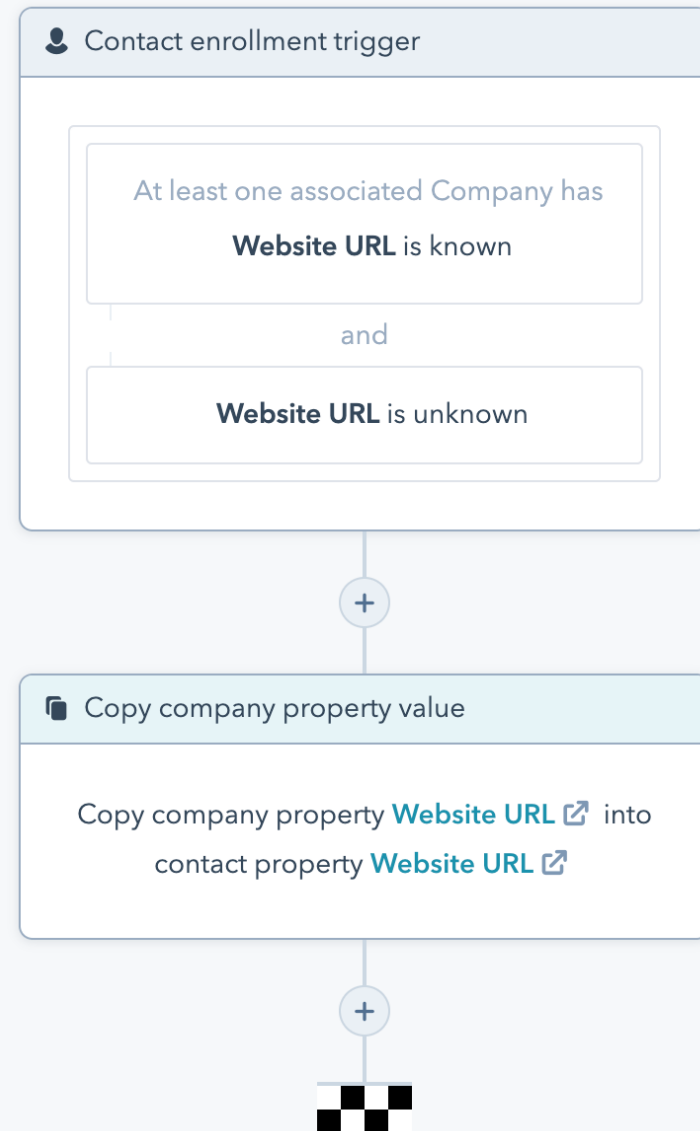 Contact enrollment trigger
At least one associated Company has
Website URL is known
and
Website URL is unknown
Copy company property value
Copy company property Website URL into
contact property Website URL